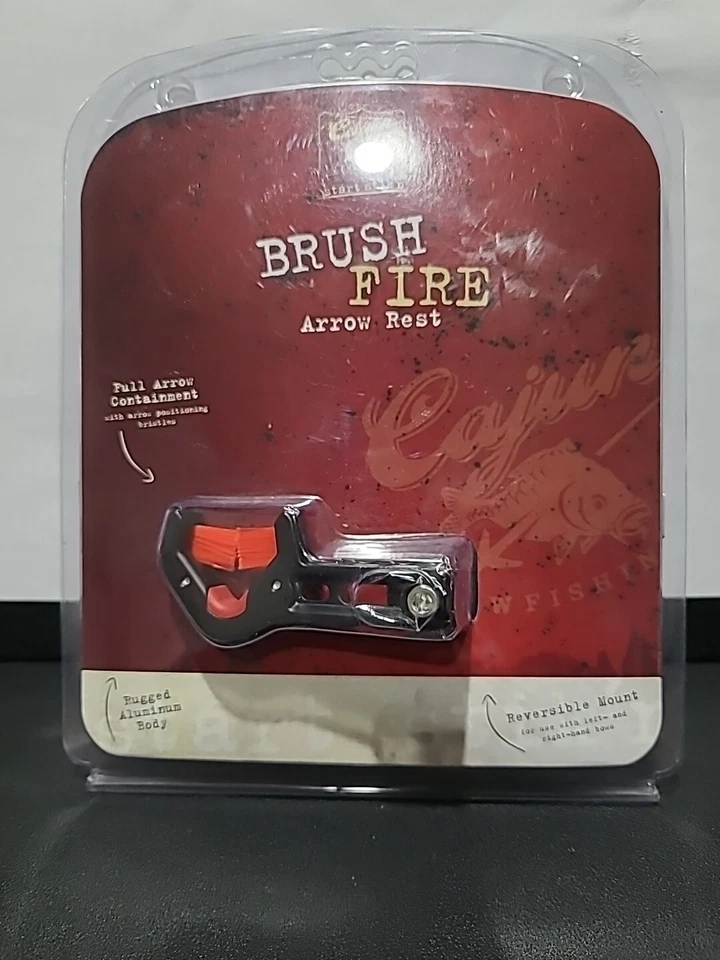 BRUSH
FIRE
Arrow Rest
Full Arrow
Containment
with arrow positioning
bristles
Cajun
WFISHIN
Rugged
Aluminum
Body
Reversible Mount
for use with left- and
right-hand bows